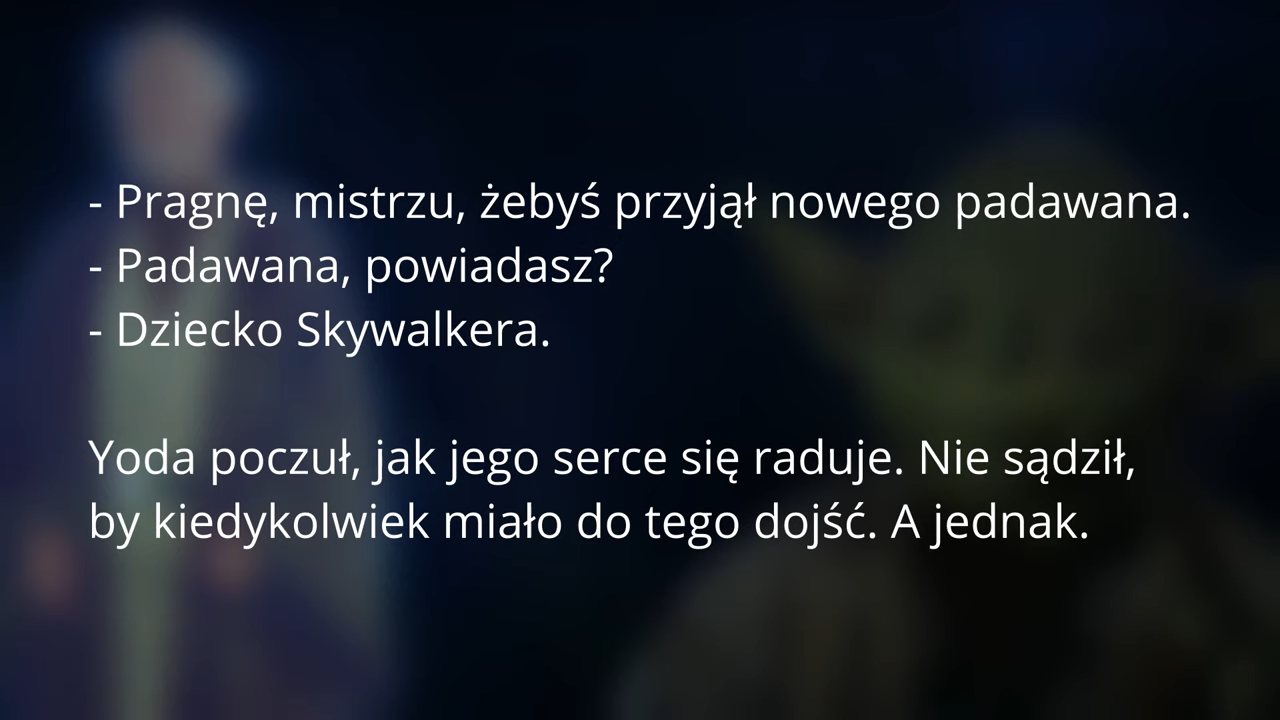 - Pragnę, mistrzu, żebyś przyjął nowego padawana.
- Padawana, powiadasz?
- Dziecko Skywalkera.
Yoda poczuł, jak jego serce się raduje. Nie sądził,
by kiedykolwiek miało do tego dojść. A jednak.